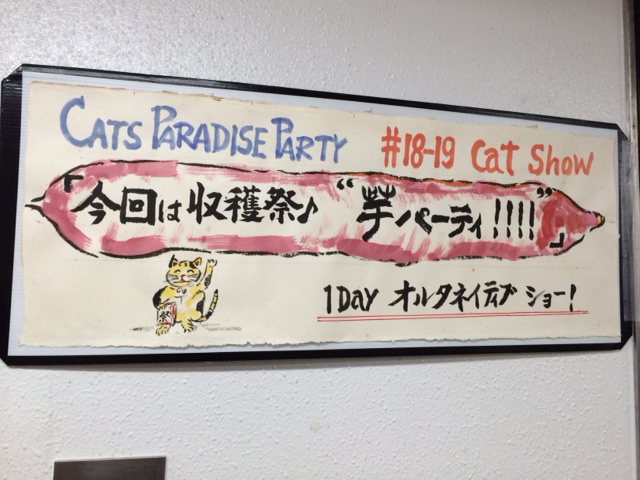 CATS PARADISE PARTY #18-19 Cat Show
「今回は収穫祭♪ “芋パーティ!!!!”」
1DAY オルタネイティブ ショー!